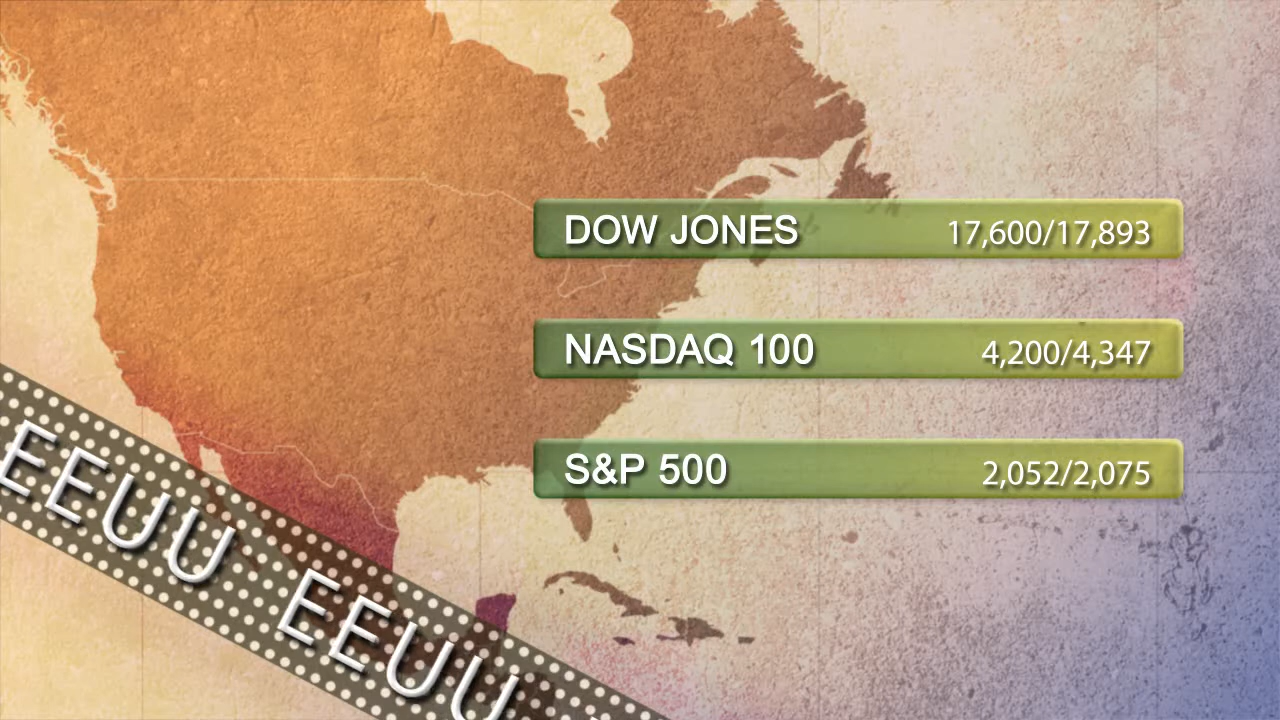 DOW JONES 17,600/17,893
NASDAQ 100 4,200/4,347
S&P 500 2,052/2,075
EEUU EEUU